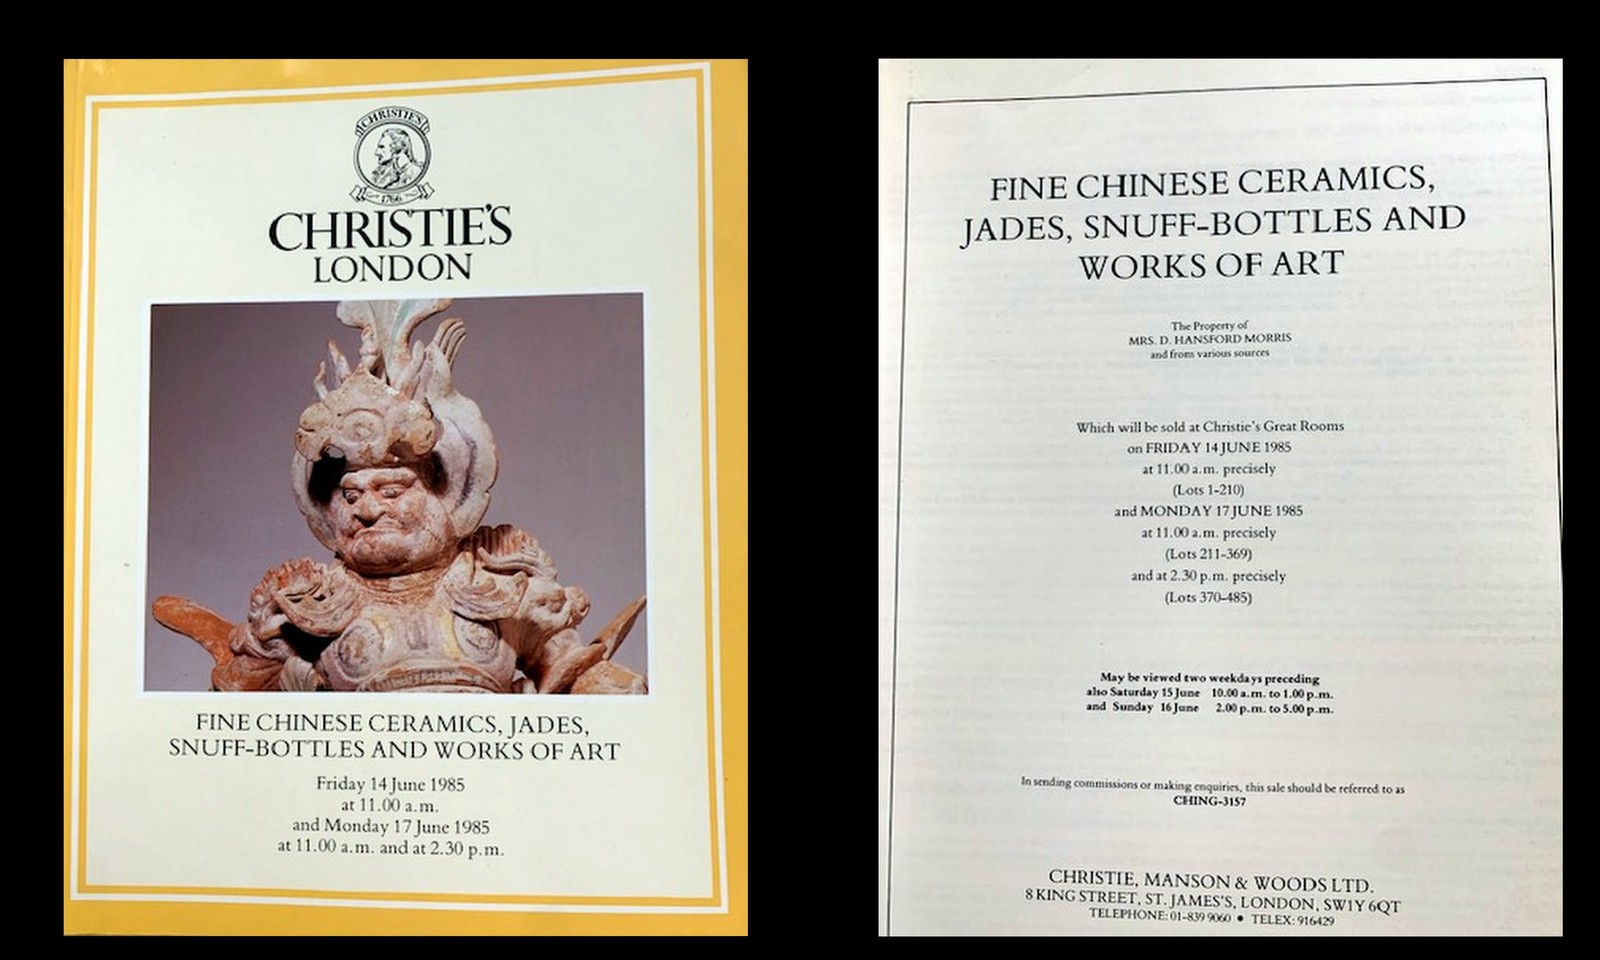 CHRISTIE'S
1766
CHRISTIE'S
LONDON
FINE CHINESE CERAMICS, JADES,
SNUFF-BOTTLES AND WORKS OF ART
Friday 14 June 1985
at 11.00 a.m.
and Monday 17 June 1985
at 11.00 a.m. and at 2.30 p.m.
FINE CHINESE CERAMICS,
JADES, SNUFF-BOTTLES AND
WORKS OF ART
The Property of
MRS. D. HANSFORD MORRIS
and from various sources
Which will be sold at Christie's Great Rooms
on FRIDAY 14 JUNE 1985
at 11.00 a.m. precisely
(Lots 1-210)
and MONDAY 17 JUNE 1985
at 11.00 a.m. precisely
(Lots 211-369)
and at 2.30 p.m. precisely
(Lots 370-485)
May be viewed two weekdays preceding
also Saturday 15 June 10.00 a.m. to 1.00 p.m.
and Sunday 16 June 2.00 p.m. to 5.00 p.m.
In sending commissions or making enquiries, this sale should be referred to as
CHING-3157
CHRISTIE, MANSON & WOODS LTD.
8 KING STREET, ST. JAMES'S, LONDON, SW1Y 6QT
TELEPHONE: 01-839 9060 ● TELEX: 916429